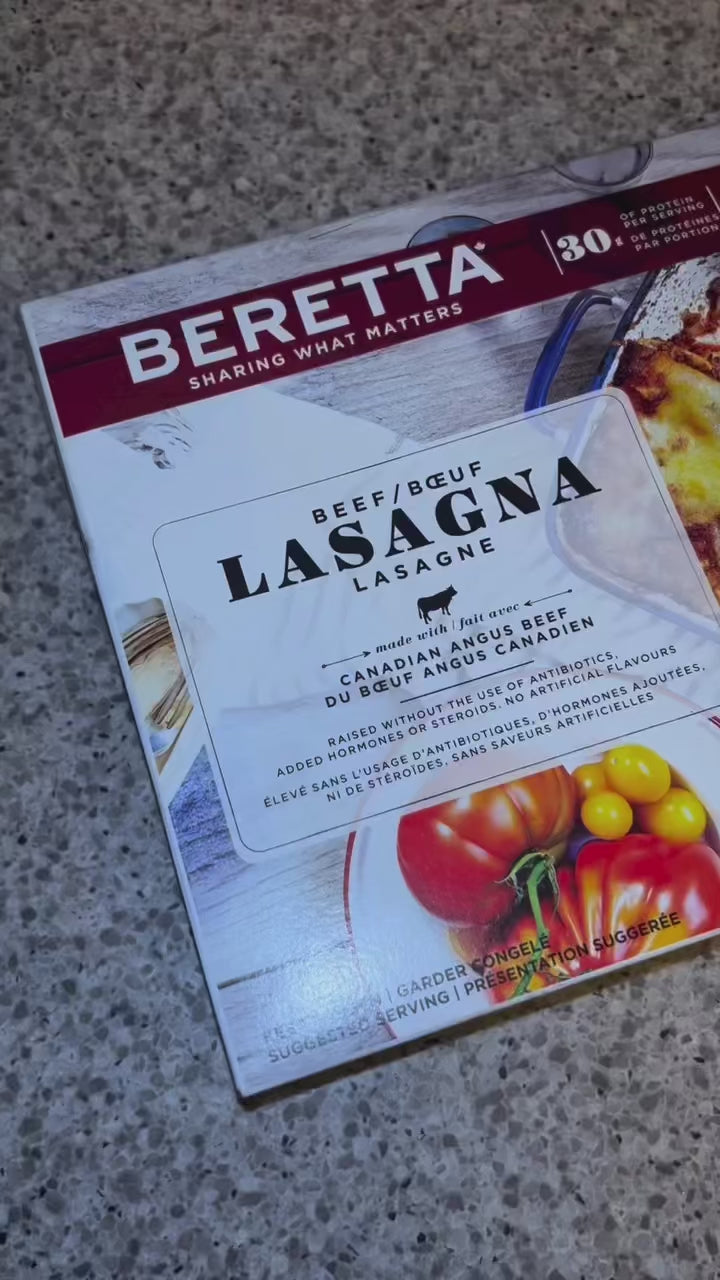 BERETTA
SHARING WHAT MATTERS
30g
OF PROTEIN
PER SERVING
DE PROTÉINES
PAR PORTION
BEEF/BŒUF
LASAGNA
LASAGNE
made with | fait avec
CANADIAN ANGUS BEEF
DU BŒUF ANGUS CANADIEN
RAISED WITHOUT THE USE OF ANTIBIOTICS,
ADDED HORMONES OR STEROIDS. NO ARTIFICIAL FLAVOURS
ÉLEVÉ SANS L'USAGE D'ANTIBIOTIQUES, D'HORMONES AJOUTÉES,
NI DE STÉROÏDES, SANS SAVEURS ARTIFICIELLES
| GARDER CONGELÉ
SUGGESTED SERVING | PRÉSENTATION SUGGERÉE